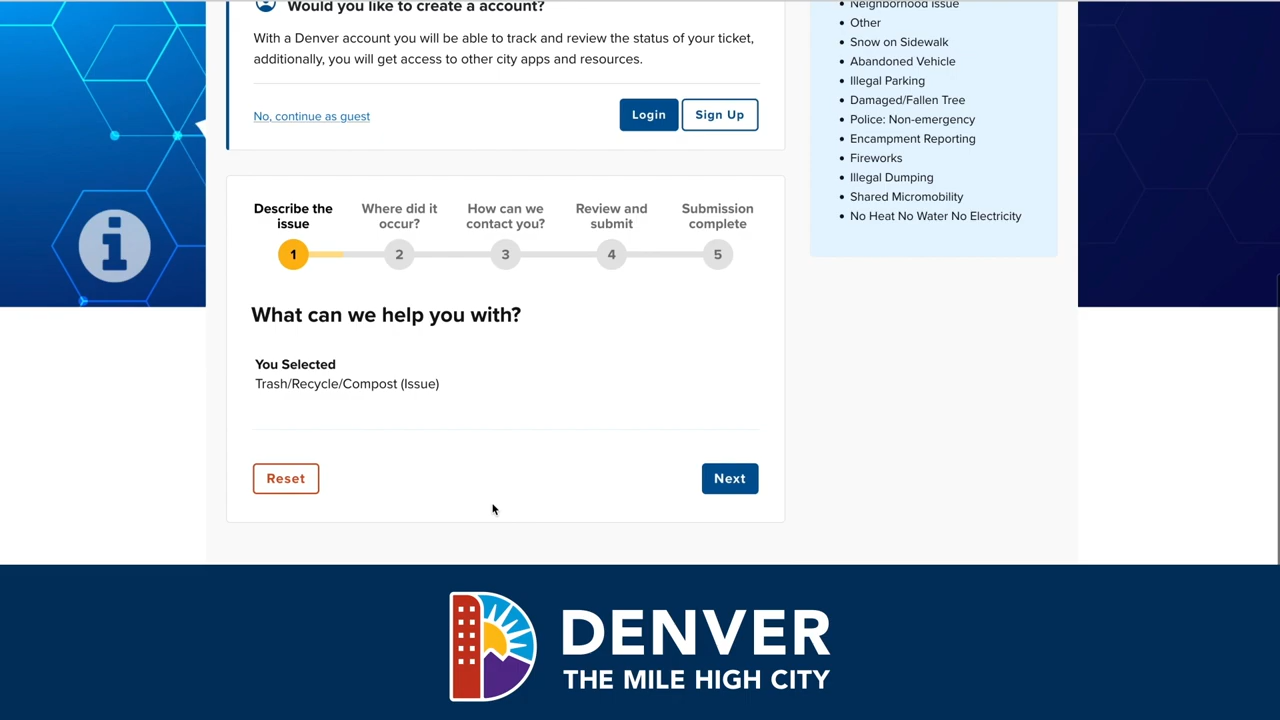 Would you like to create a account?
With a Denver account you will be able to track and review the status of your ticket,
additionally, you will get access to other city apps and resources.
No, continue as guest
Login
Sign Up
Describe the
issue
Where did it
occur?
How can we
contact you?
Review and
submit
Submission
complete
1
2
3
4
5
What can we help you with?
You Selected
Trash/Recycle/Compost (Issue)
Reset
Next
Neighborhood Issue
Other
Snow on Sidewalk
Abandoned Vehicle
Illegal Parking
Damaged/Fallen Tree
Police: Non-emergency
Encampment Reporting
Fireworks
Illegal Dumping
Shared Micromobility
No Heat No Water No Electricity
DENVER
THE MILE HIGH CITY